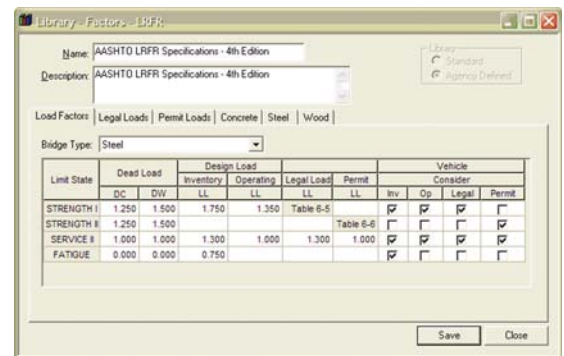 Library - Factors - LRFR
Name: AASHTO LRFR Specifications - 4th Edition
Description: AASHTO LRFR Specifications - 4th Edition
Library
Standard
Agency Defined
Load Factors Legal Loads Permit Loads Concrete Steel Wood
Bridge Type: Steel
Limit State Dead Load Design Load Legal Load Permit Vehicle
Inventory Operating Consider
DC DW LL LL LL LL Inv Op Legal Permit
STRENGTH I 1.250 1.500 1.750 1.350 Table 6-5
STRENGTH II 1.250 1.500 Table 6-6
SERVICE II 1.000 1.000 1.300 1.000 1.300 1.000
FATIGUE 0.000 0.000 0.750
Save Close